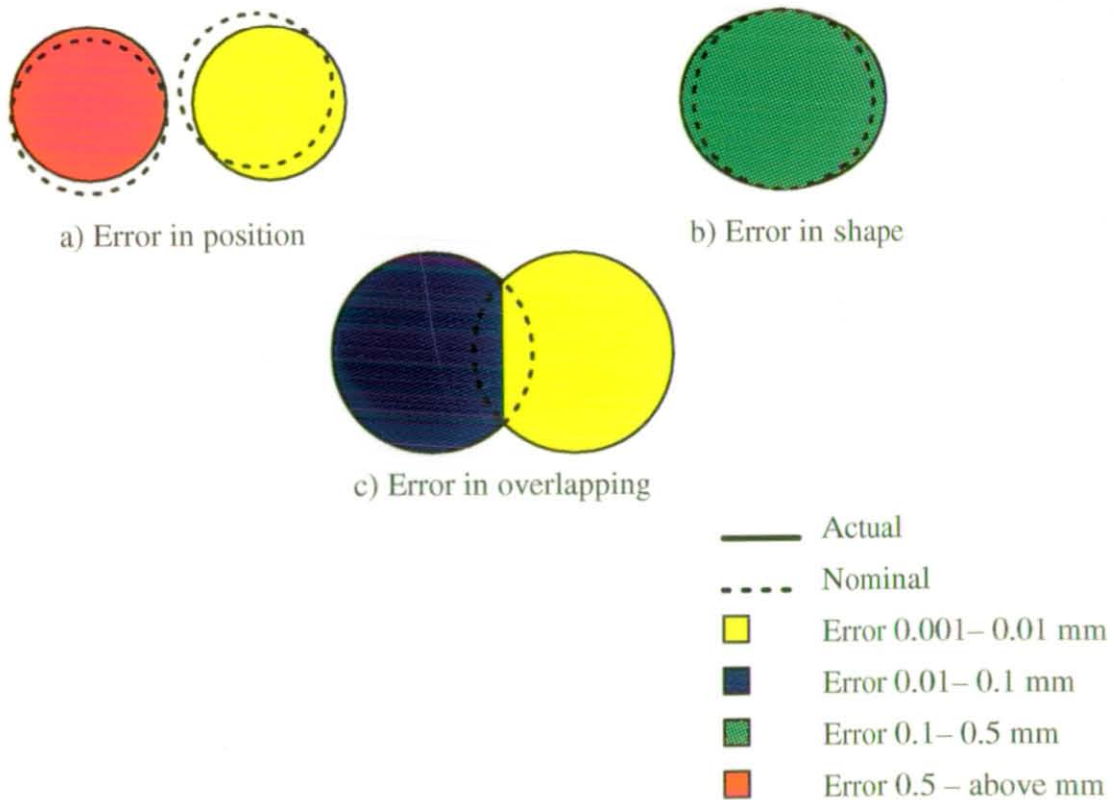 a) Error in position
b) Error in shape
c) Error in overlapping
Actual
Nominal
Error 0.001– 0.01 mm
Error 0.01– 0.1 mm
Error 0.1– 0.5 mm
Error 0.5 – above mm